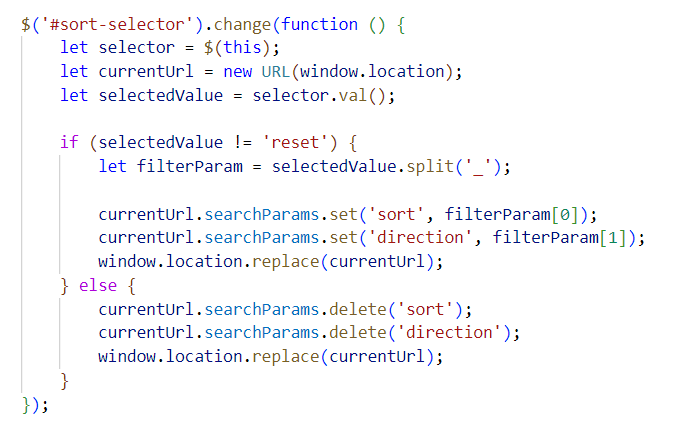 $('#sort-selector').change(function () {
    let selector = $(this);
    let currentUrl = new URL(window.location);
    let selectedValue = selector.val();

    if (selectedValue != 'reset') {
        let filterParam = selectedValue.split('_');

        currentUrl.searchParams.set('sort', filterParam[0]);
        currentUrl.searchParams.set('direction', filterParam[1]);
        window.location.replace(currentUrl);
    } else {
        currentUrl.searchParams.delete('sort');
        currentUrl.searchParams.delete('direction');
        window.location.replace(currentUrl);
    }
});